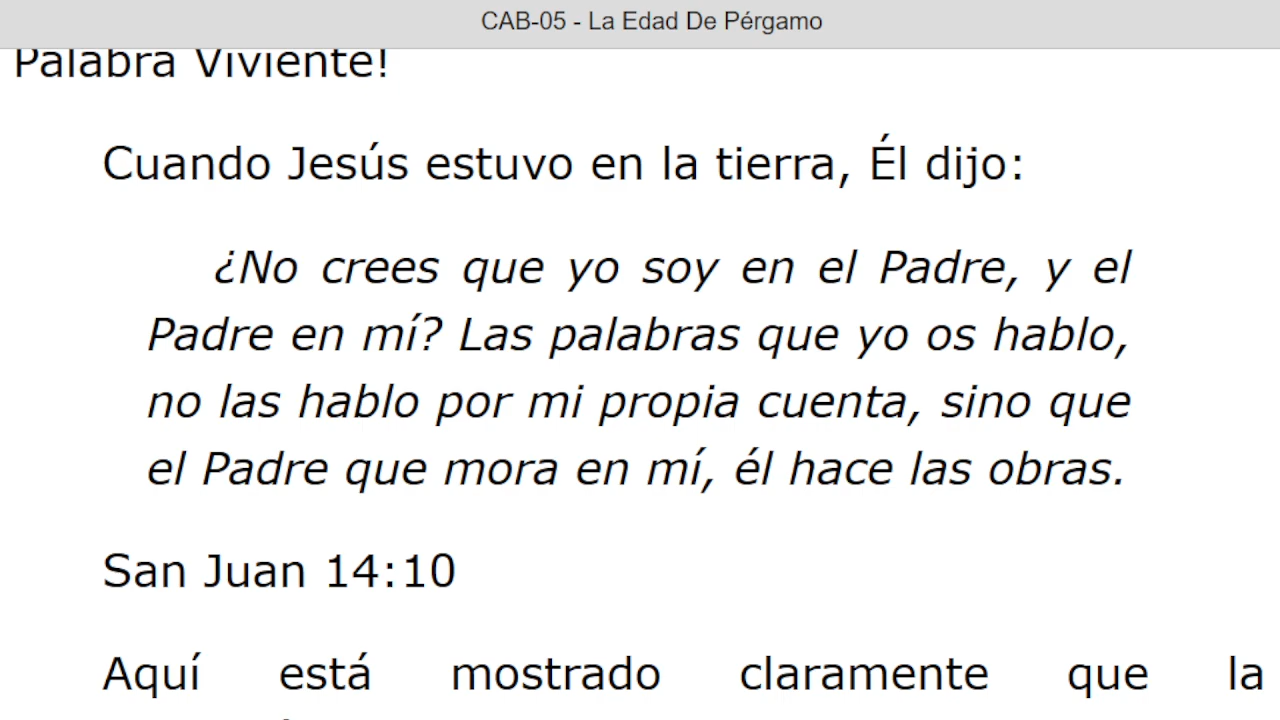 CAB-05 - La Edad De Pérgamo
Palabra Viviente!
Cuando Jesús estuvo en la tierra, Él dijo:
¿No crees que yo soy en el Padre, y el
Padre en mí? Las palabras que yo os hablo,
no las hablo por mi propia cuenta, sino que
el Padre que mora en mí, él hace las obras.
San Juan 14:10
Aquí está mostrado claramente que la